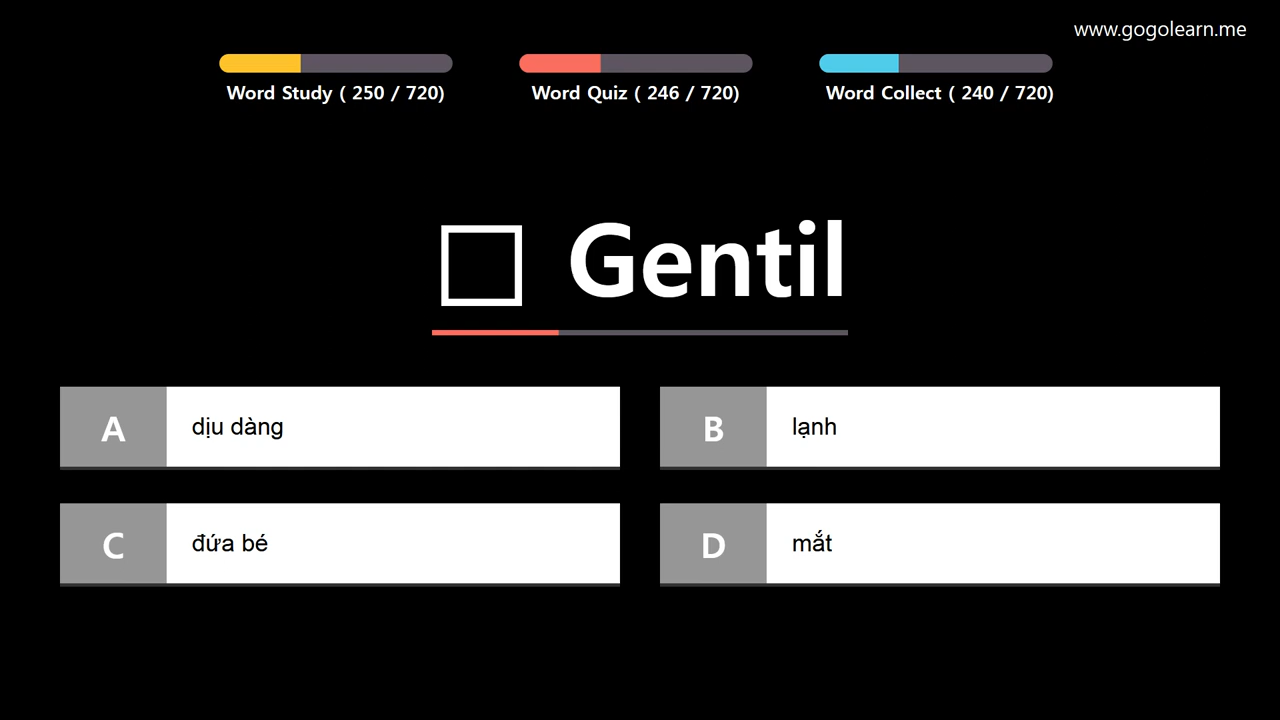 www.gogolearn.me
Word Study ( 250 / 720)
Word Quiz ( 246 / 720)
Word Collect ( 240 / 720)
Gentil
A dịu dàng
B lạnh
C đứa bé
D mắt